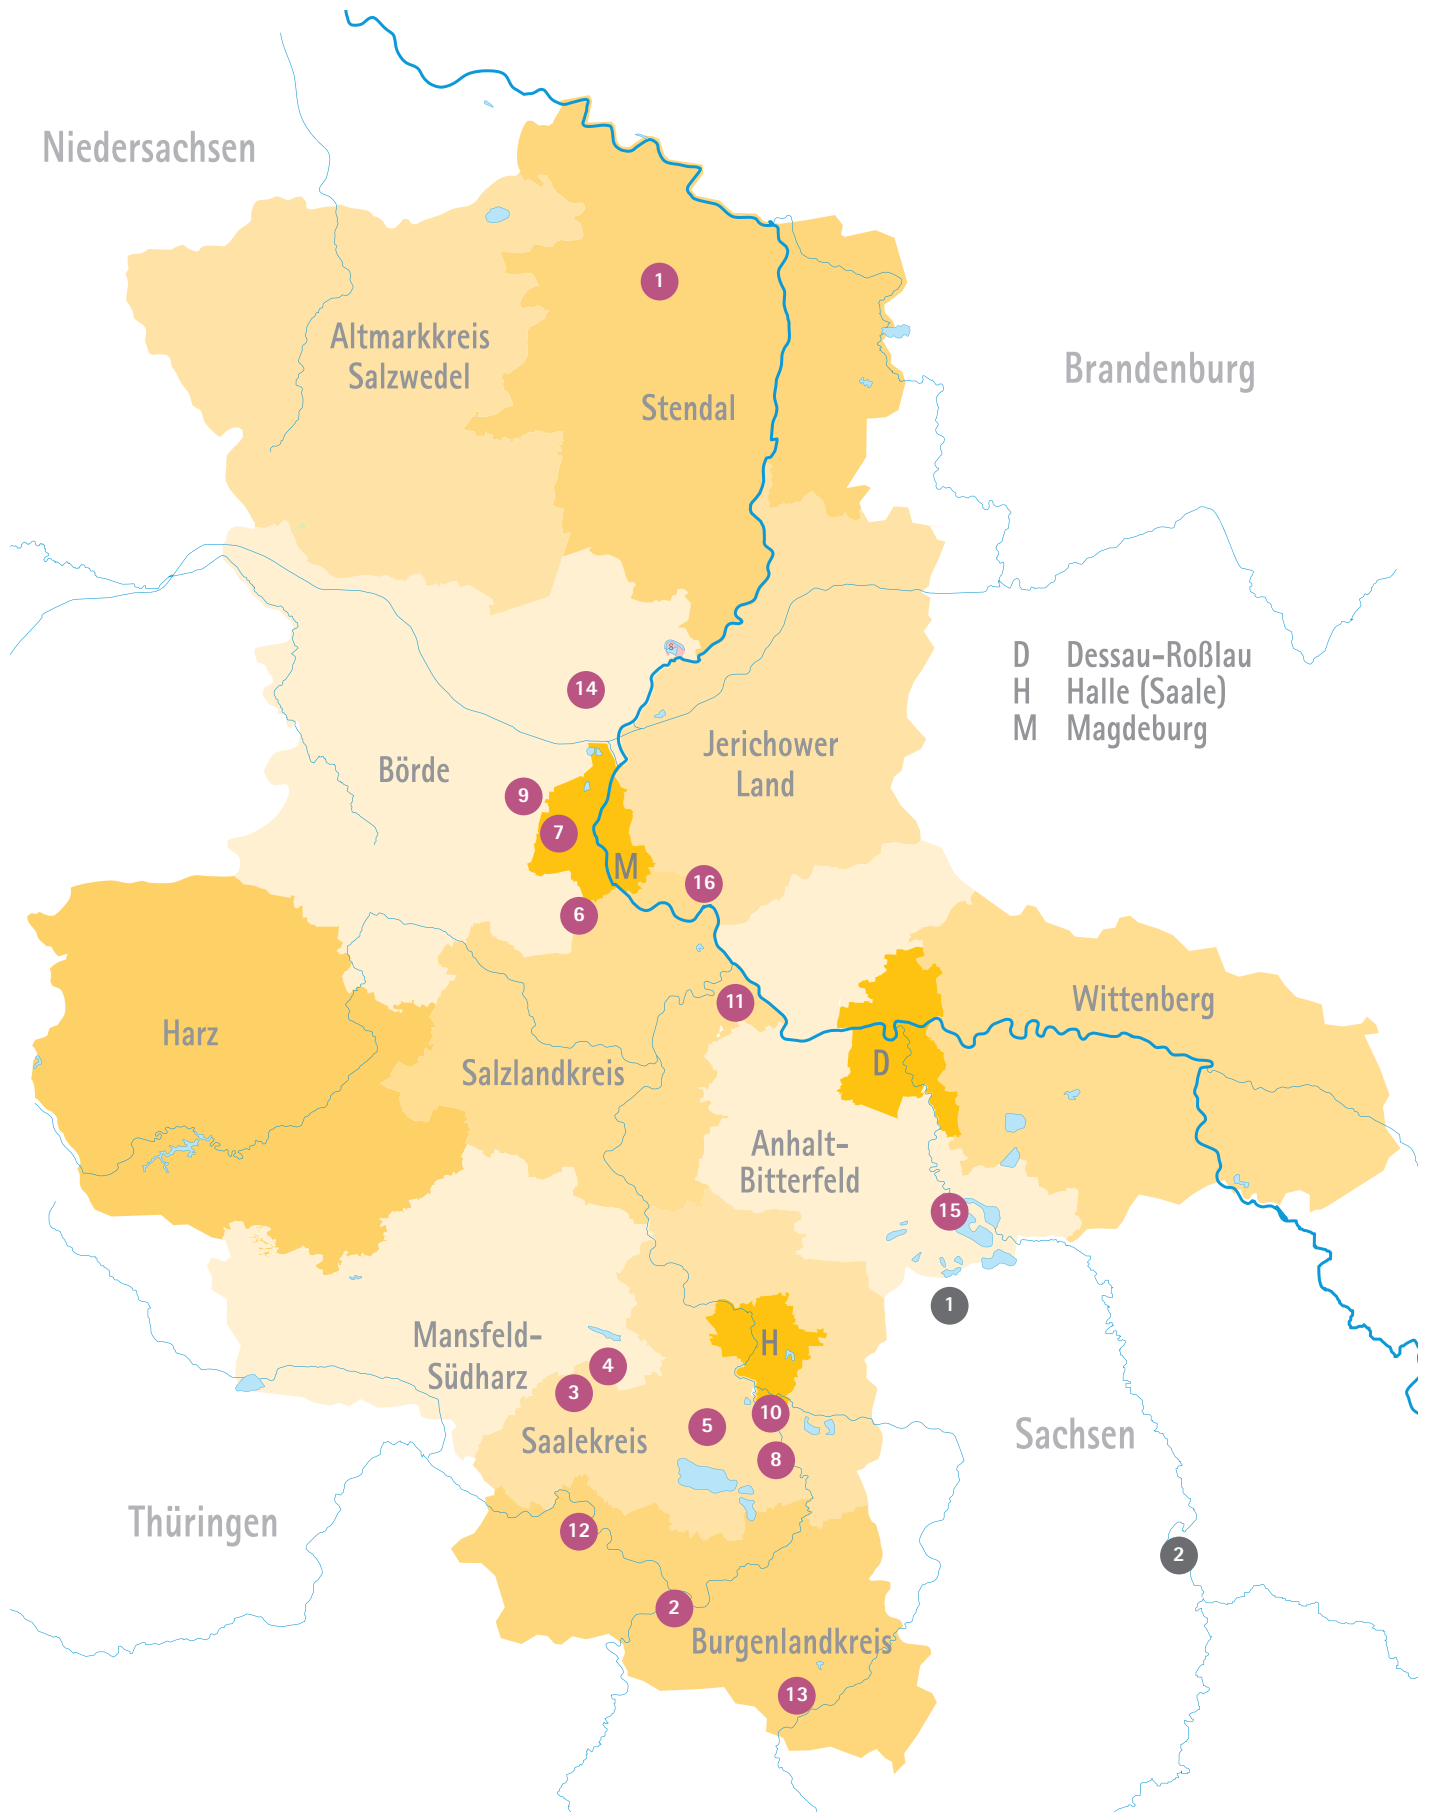 Niedersachsen
1
Altmarkkreis
Salzwedel
Brandenburg
Stendal
D Dessau-Roßlau
H Halle (Saale)
M Magdeburg
S
14
Jerichower
Land
Börde
9
7
M
16
6
11
Wittenberg
Harz
D
Salzlandkreis
Anhalt-
Bitterfeld
15
1
Mansfeld-
Südharz
H
4
3
10
5
Saalekreis
8
Sachsen
Thüringen
12
2
2
Burgenlandkreis
13